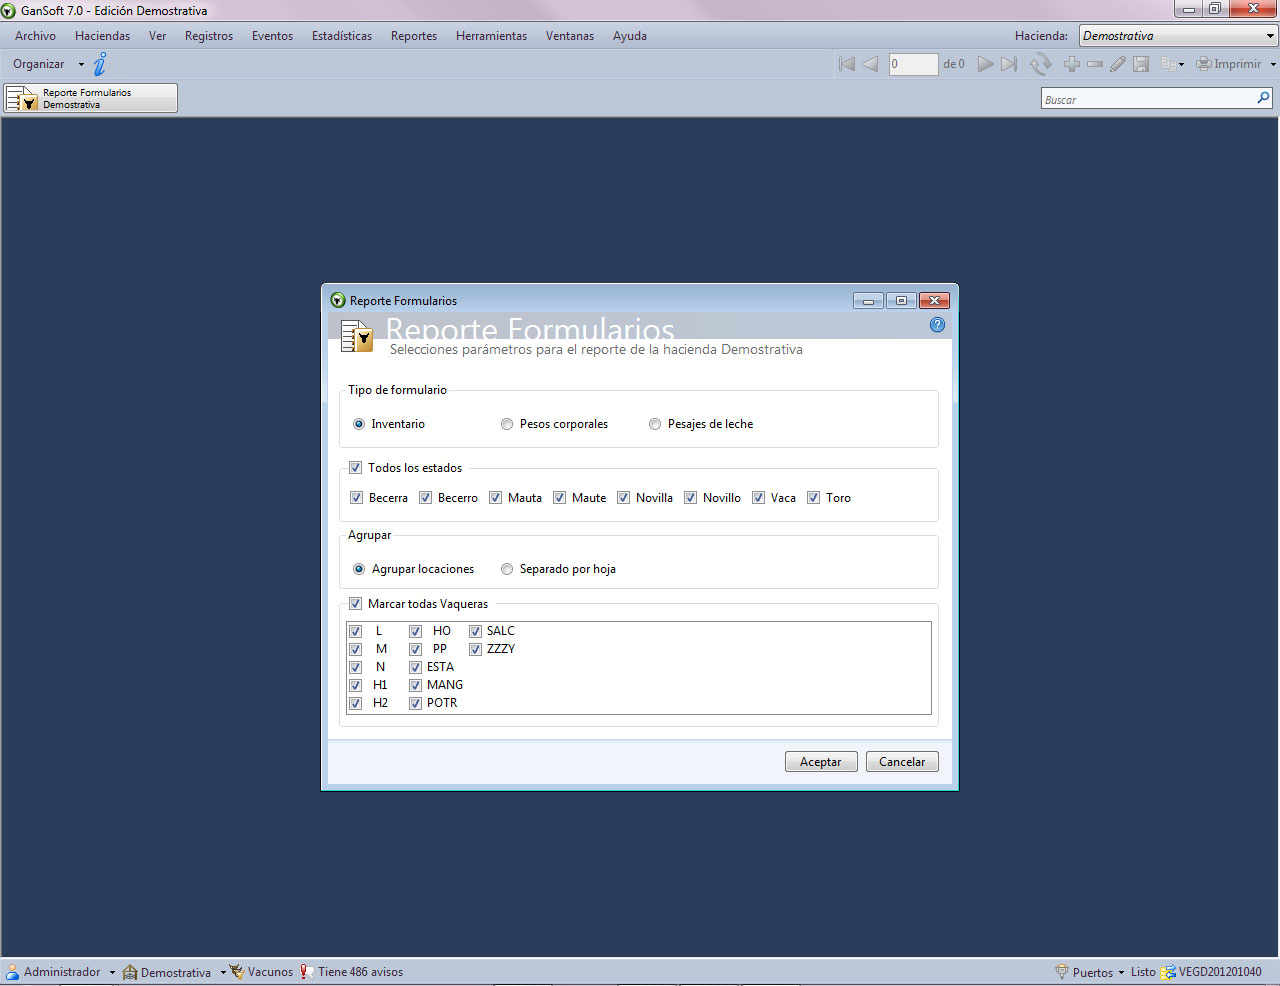 GanSoft 7.0 - Edición Demostrativa
Archivo Haciendas Ver Registros Eventos Estadísticas Reportes Herramientas Ventanas Ayuda Hacienda: Demostrativa
Organizar 0 de 0 Imprimir
Reporte Formularios
Demostrativa
Buscar
Reporte Formularios
Reporte Formularios
Selecciones parámetros para el reporte de la hacienda Demostrativa
Tipo de formulario
Inventario Pesos corporales Pesajes de leche
Todos los estados
Becerra Becerro Mauta Maute Novilla Novillo Vaca Toro
Agrupar
Agrupar locaciones Separado por hoja
Marcar todas Vaqueras
L HO SALC
M PP ZZZY
N ESTA
H1 MANG
H2 POTR
Aceptar Cancelar
Administrador Demostrativa Vacunos Tiene 486 avisos Puertos Listo VEGD201201040